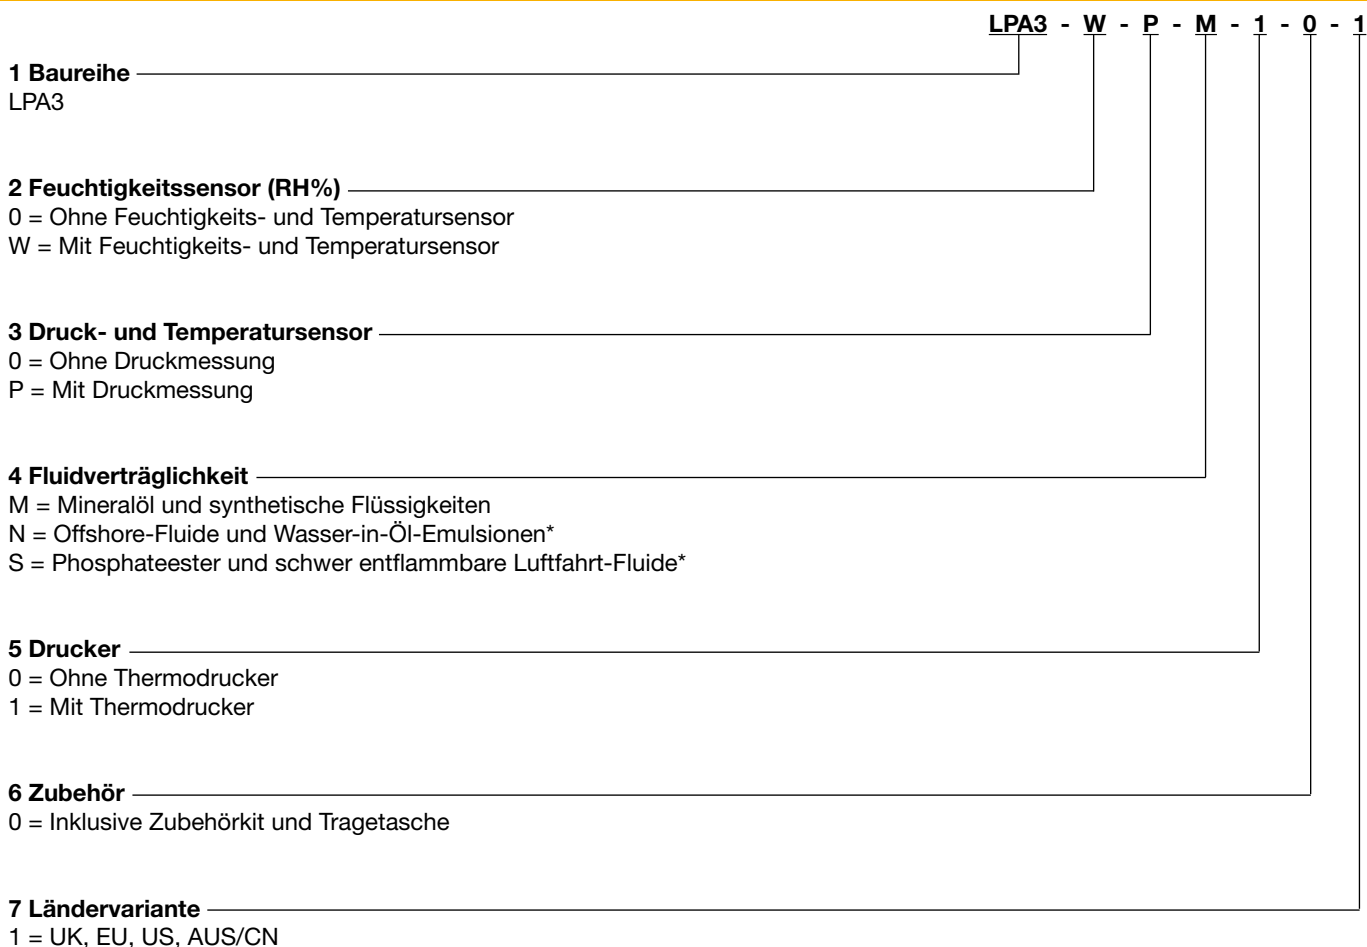 LPA3 - W - P - M - 1 - 0 - 1
1 Baureihe
LPA3
2 Feuchtigkeitssensor (RH%)
0 = Ohne Feuchtigkeits- und Temperatursensor
W = Mit Feuchtigkeits- und Temperatursensor
3 Druck- und Temperatursensor
0 = Ohne Druckmessung
P = Mit Druckmessung
4 Fluidverträglichkeit
M = Mineralöl und synthetische Flüssigkeiten
N = Offshore-Fluide und Wasser-in-Öl-Emulsionen*
S = Phosphateester und schwer entflammbare Luftfahrt-Fluide*
5 Drucker
0 = Ohne Thermodrucker
1 = Mit Thermodrucker
6 Zubehör
0 = Inklusive Zubehörkit und Tragetasche
7 Ländervariante
1 = UK, EU, US, AUS/CN